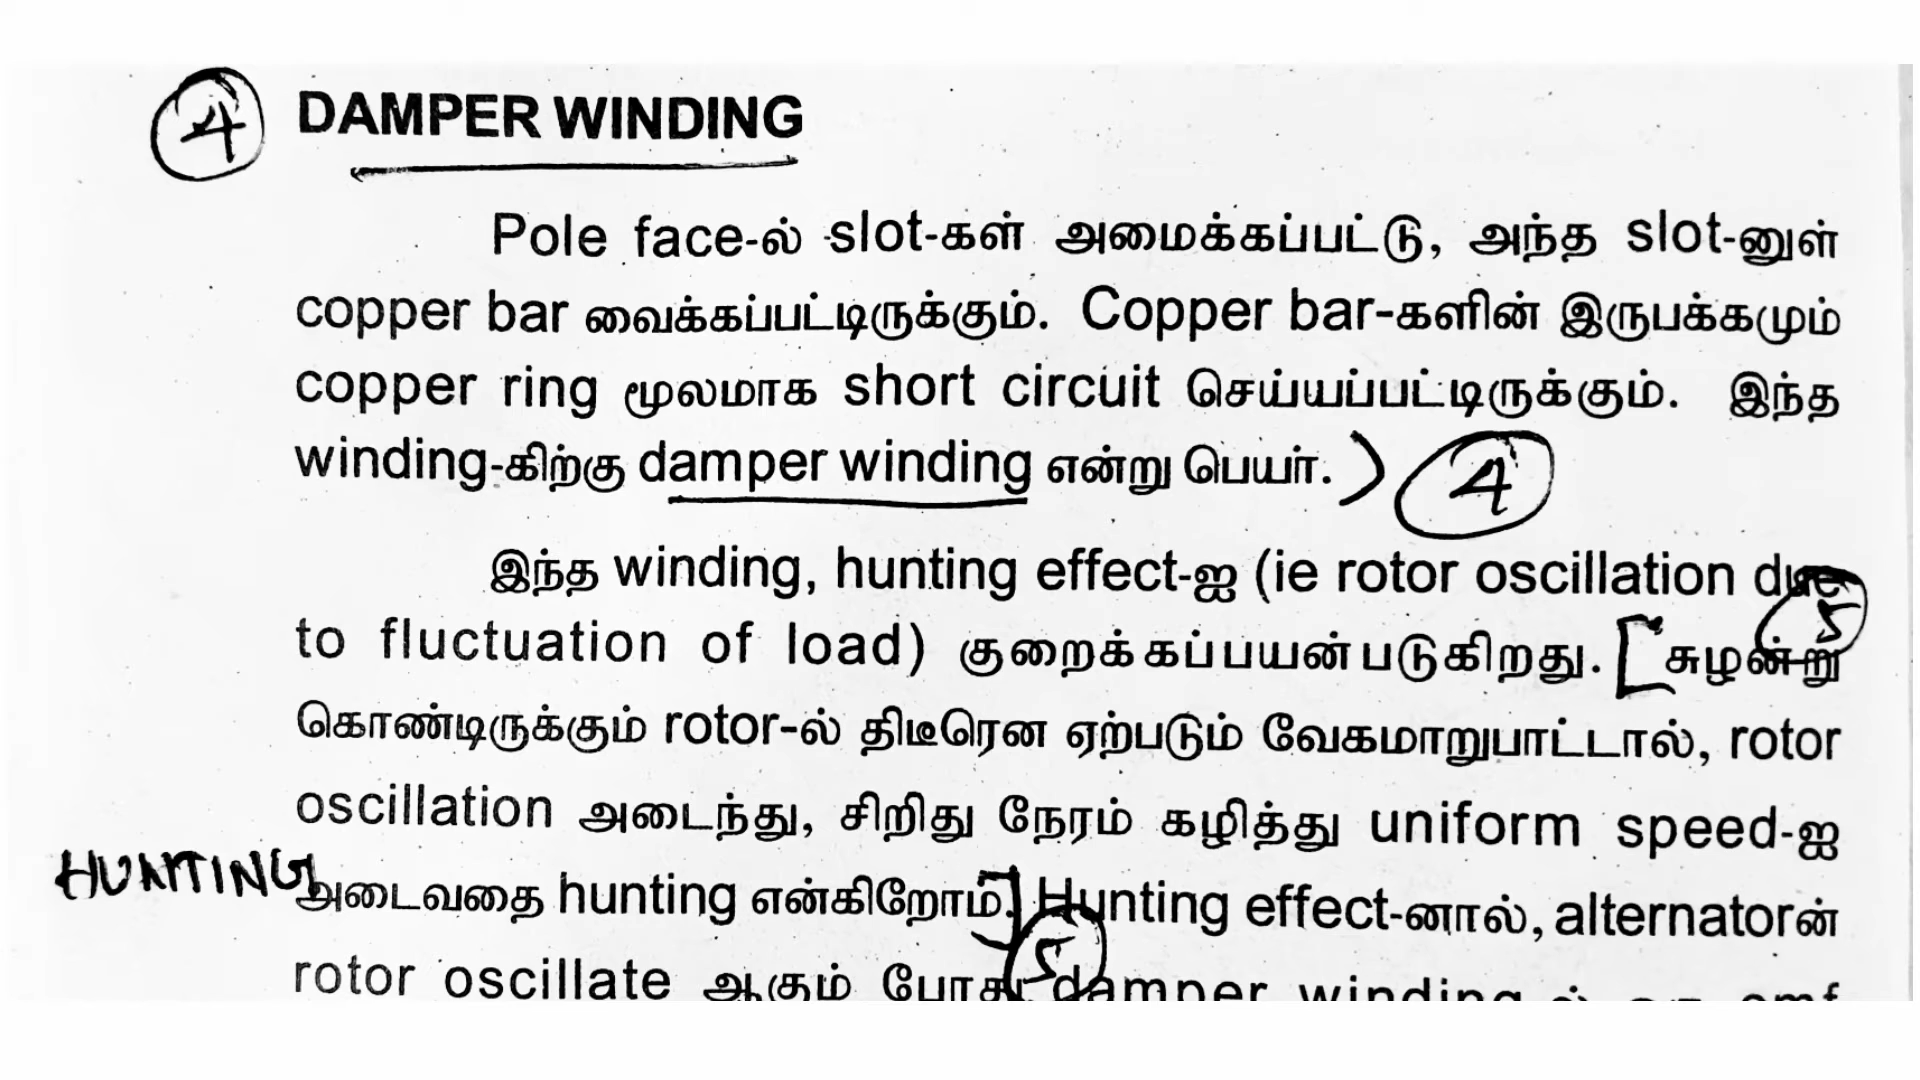 4 DAMPER WINDING
Pole face-ல் slot-கள் அமைக்கப்பட்டு, அந்த slot-னுள்
copper bar வைக்கப்பட்டிருக்கும். Copper bar-களின் இருபக்கமும்
copper ring மூலமாக short circuit செய்யப்பட்டிருக்கும். இந்த
winding-கிற்கு damper winding என்று பெயர். ) 4
இந்த winding, hunting effect-ஐ (ie rotor oscillation due
5
to fluctuation of load) குறைக்கப்பயன்படுகிறது. [ சுழன்று
கொண்டிருக்கும் rotor-ல் திடீரென ஏற்படும் வேகமாறுபாட்டால், rotor
oscillation அடைந்து, சிறிது நேரம் கழித்து uniform speed-ஐ
HUNTING அடைவதை hunting என்கிறோம். ] Hunting effect-னால், alternatorன்
5
rotor oscillate ஆகும் போது damper winding-ல் ஒரு emf